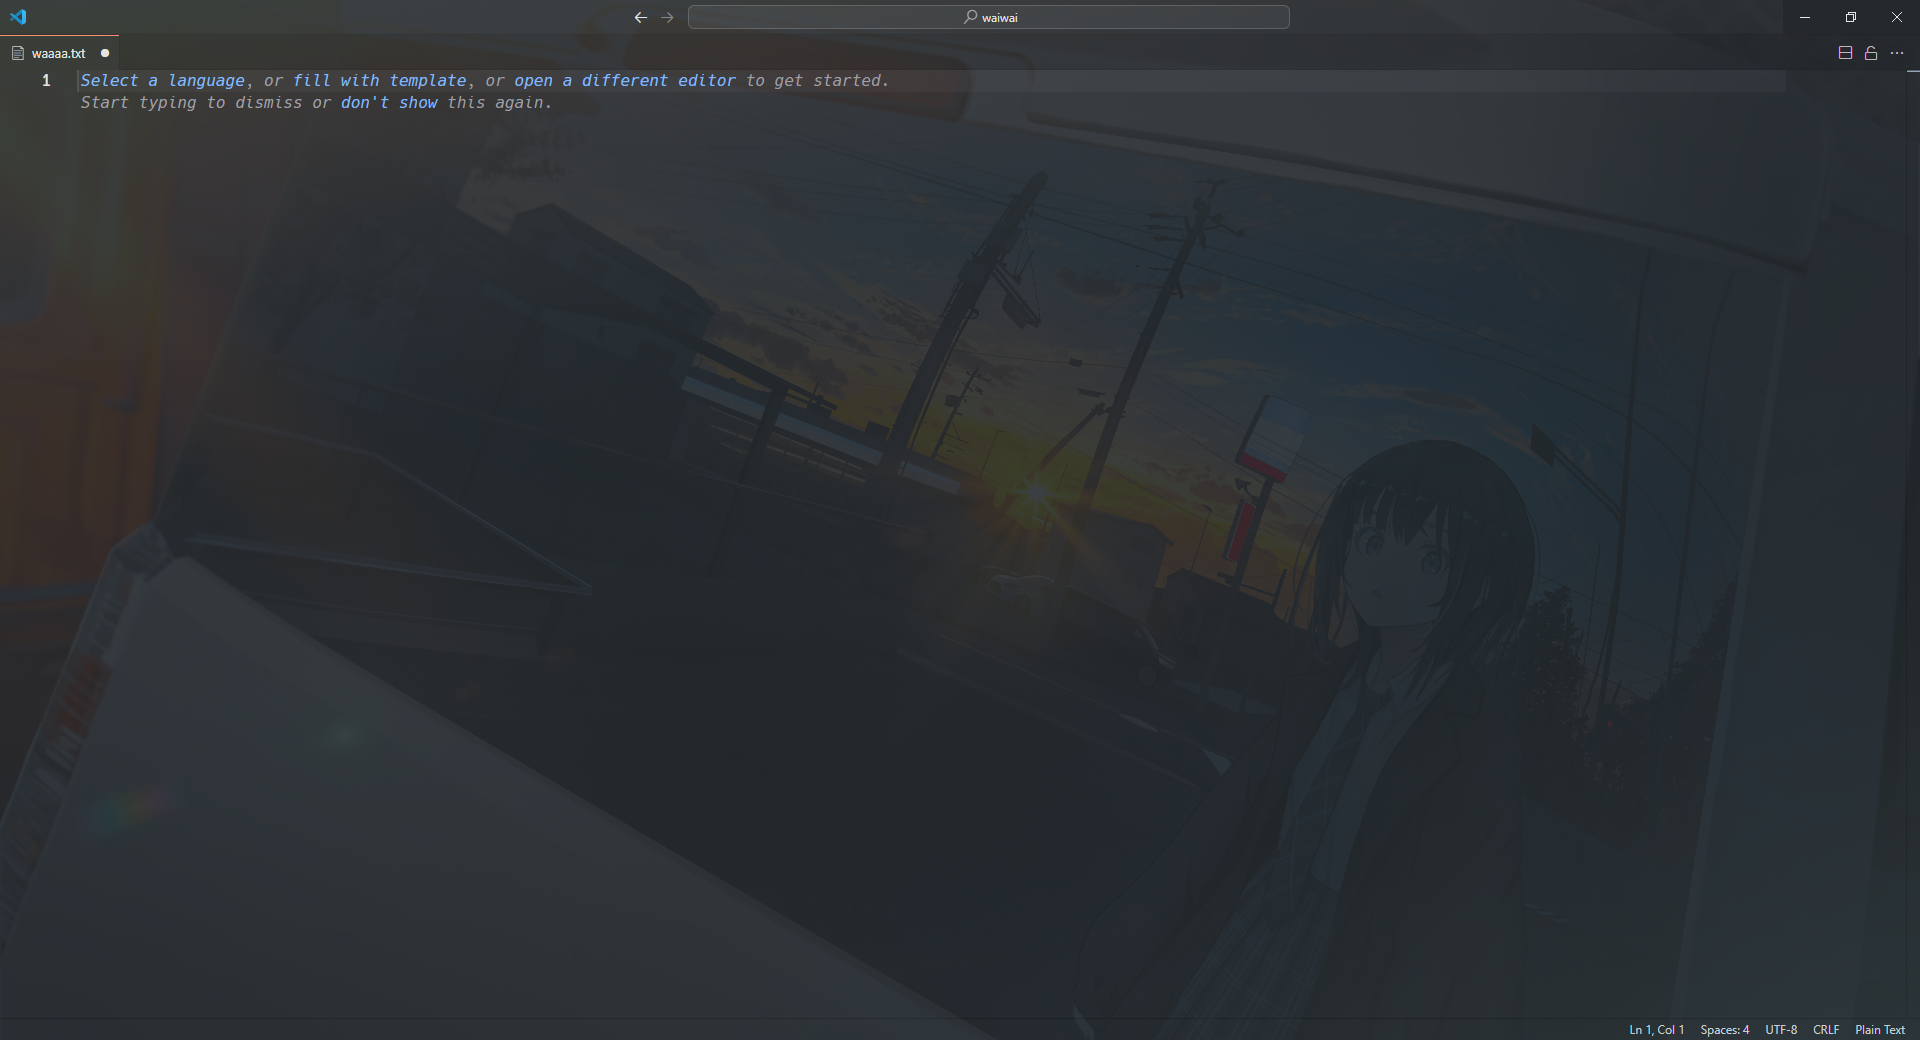 waiwai
waaaa.txt
1 Select a language, or fill with template, or open a different editor to get started.
Start typing to dismiss or don't show this again.
Ln 1, Col 1 Spaces: 4 UTF-8 CRLF Plain Text